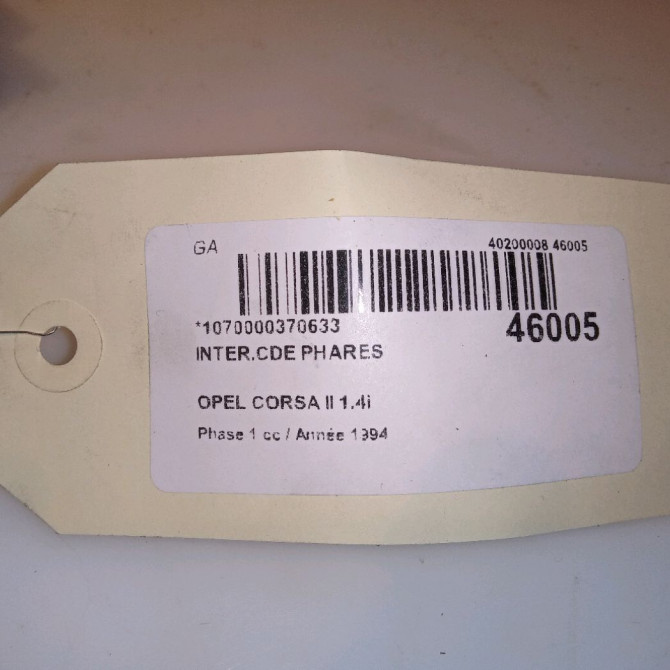 GA
40200008 46005
*1070000370633
46005
INTER.CDE PHARES
OPEL CORSA II 1.4i
Phase 1 cc / Année 1994